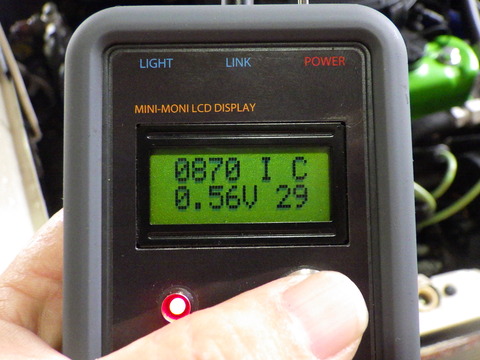 LIGHT LINK POWER
MINI-MONI LCD DISPLAY
0870 I C
0.56V 29